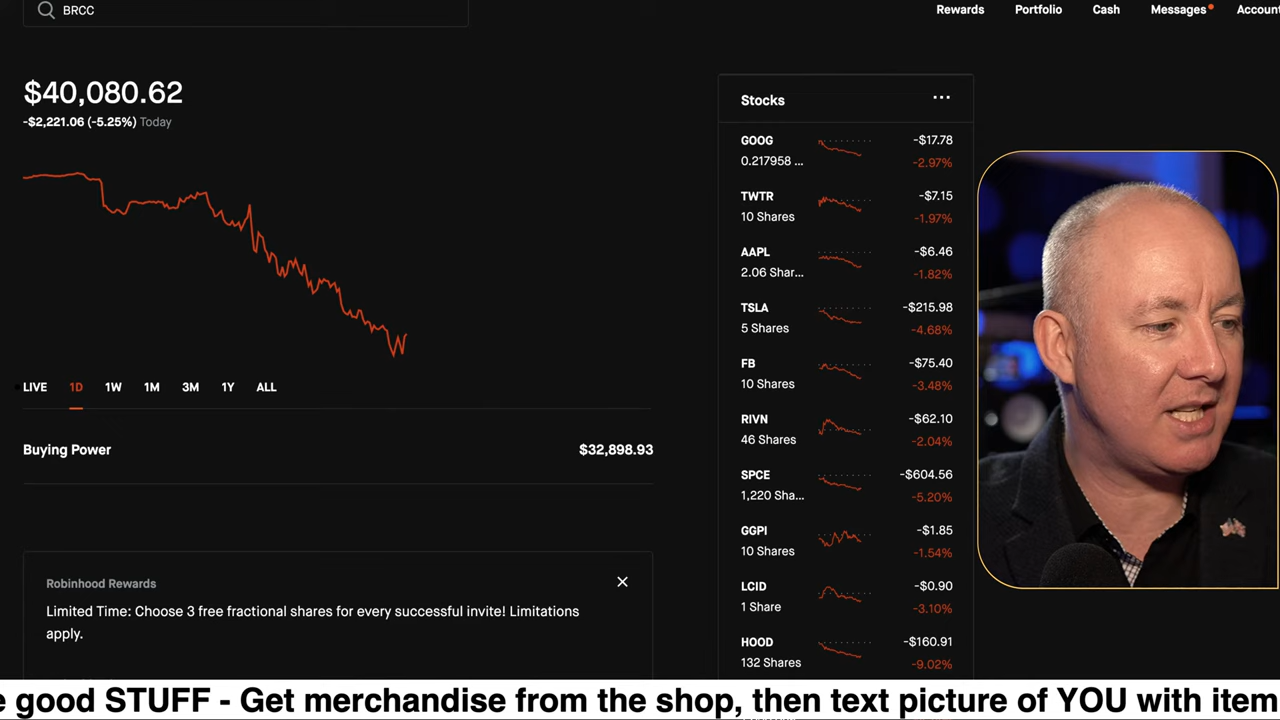 BRCC
Rewards Portfolio Cash Messages Account
$40,080.62
-$2,221.06 (-5.25%) Today
LIVE 1D 1W 1M 3M 1Y ALL
Buying Power $32,898.93
Robinhood Rewards
Limited Time: Choose 3 free fractional shares for every successful invite! Limitations
apply.
Stocks
GOOG -$17.78
0.217958 ... -2.97%
TWTR -$7.15
10 Shares -1.97%
AAPL -$6.46
2.06 Shar... -1.82%
TSLA -$215.98
5 Shares -4.68%
FB -$75.40
10 Shares -3.48%
RIVN -$62.10
46 Shares -2.04%
SPCE -$604.56
1,220 Sha... -5.20%
GGPI -$1.85
10 Shares -1.54%
LCID -$0.90
1 Share -3.10%
HOOD -$160.91
132 Shares -9.02%
e good STUFF - Get merchandise from the shop, then text picture of YOU with item